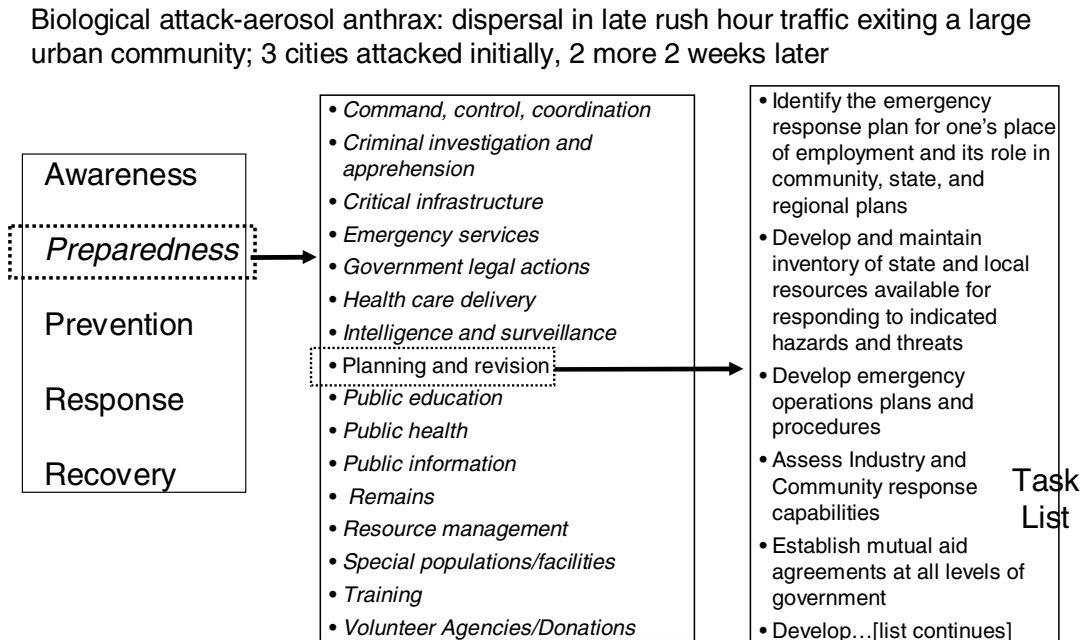 Biological attack-aerosol anthrax: dispersal in late rush hour traffic exiting a large
urban community; 3 cities attacked initially, 2 more 2 weeks later
Awareness
Preparedness
Prevention
Response
Recovery
• Command, control, coordination
• Criminal investigation and
apprehension
• Critical infrastructure
• Emergency services
• Government legal actions
• Health care delivery
• Intelligence and surveillance
• Planning and revision
• Public education
• Public health
• Public information
• Remains
• Resource management
• Special populations/facilities
• Training
• Volunteer Agencies/Donations
• Identify the emergency
response plan for one’s place
of employment and its role in
community, state, and
regional plans
• Develop and maintain
inventory of state and local
resources available for
responding to indicated
hazards and threats
• Develop emergency
operations plans and
procedures
• Assess Industry and
Community response
capabilities
• Establish mutual aid
agreements at all levels of
government
• Develop…[list continues]
Task
List